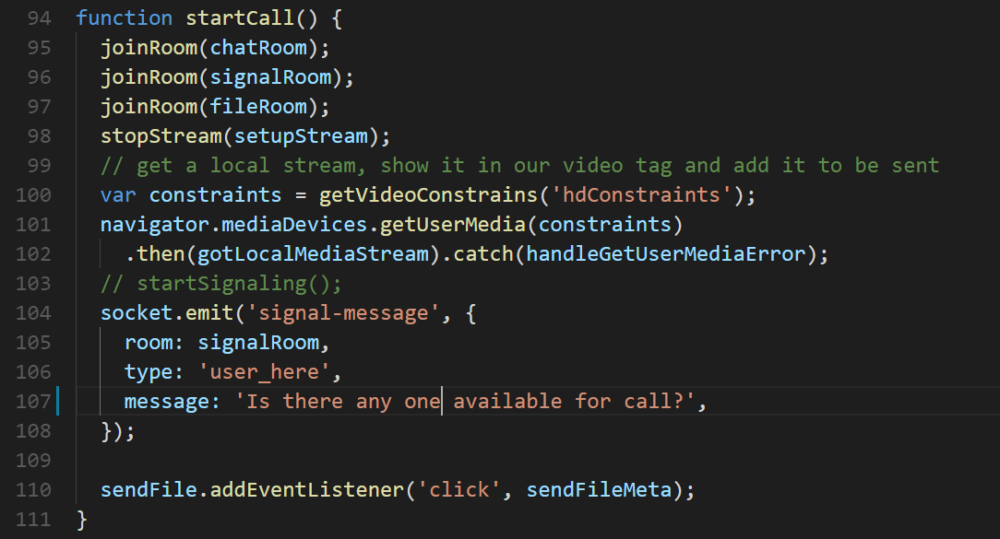 94 function startCall() {
95   joinRoom(chatRoom);
96   joinRoom(signalRoom);
97   joinRoom(fileRoom);
98   stopStream(setupStream);
99   // get a local stream, show it in our video tag and add it to be sent
100   var constraints = getVideoConstrains('hdConstraints');
101   navigator.mediaDevices.getUserMedia(constraints)
102     .then(gotLocalMediaStream).catch(handleGetUserMediaError);
103   // startSignaling();
104   socket.emit('signal-message', {
105     room: signalRoom,
106     type: 'user_here',
107     message: 'Is there any one available for call?',
108   });
109
110   sendFile.addEventListener('click', sendFileMeta);
111 }